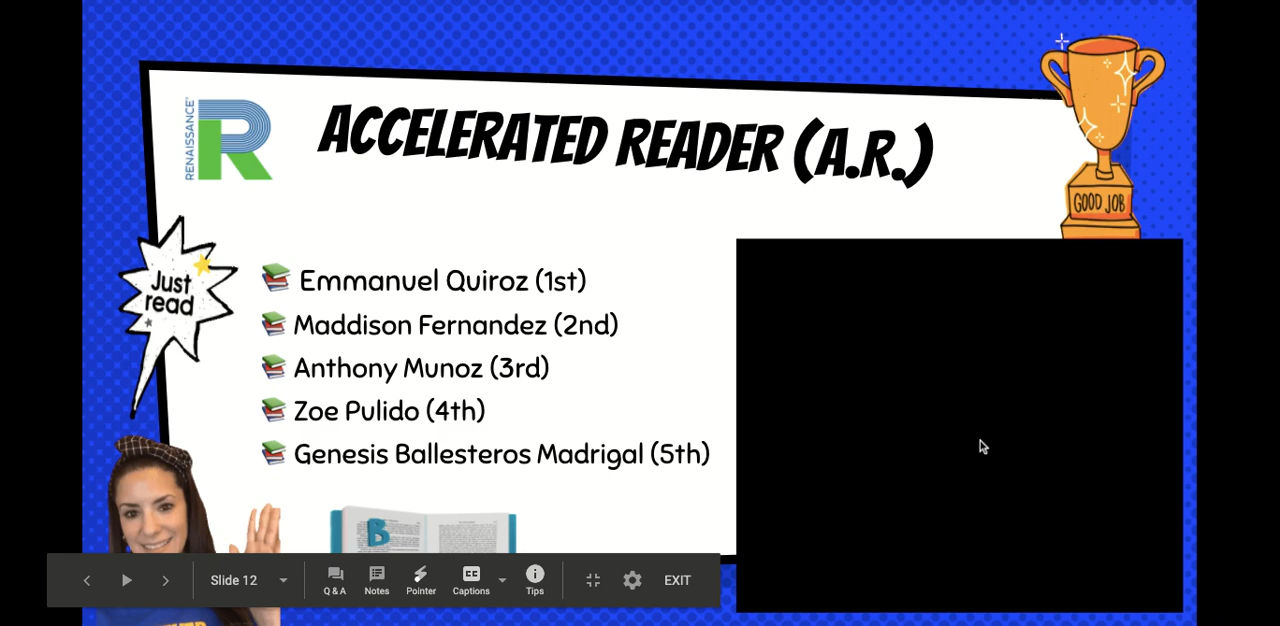 RENAISSANCE
ACCELERATED READER (A.R.)
GOOD JOB
Just
read
Emmanuel Quiroz (1st)
Maddison Fernandez (2nd)
Anthony Munoz (3rd)
Zoe Pulido (4th)
Genesis Ballesteros Madrigal (5th)
B
Slide 12
Q & A
Notes
Pointer
CC
Captions
Tips
EXIT